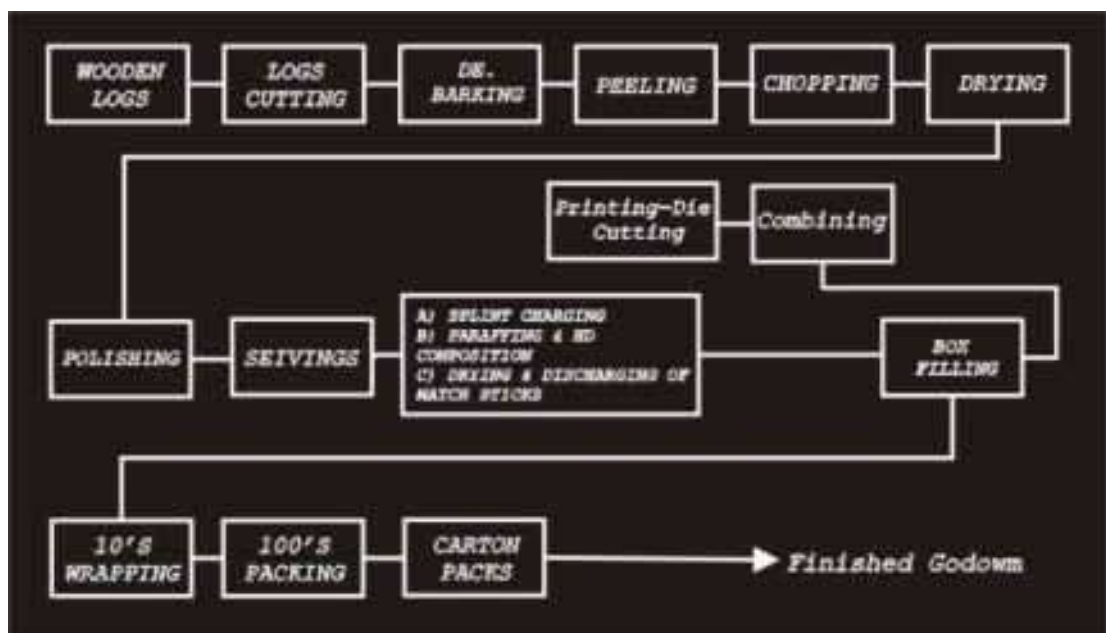 WOODEN
LOGS
LOGS
CUTTING
DE.
BARKING
PEELING
CHOPPING
DRYING
Printing-Die
Cutting
Combining
POLISHING
SEIVINGS
A) SPLINT CHARGING
B) PARAFFING & HD
COMPOSITION
C) DRYING & DISCHARGING OF
MATCH STICKS
BOX
FILLING
10'S
WRAPPING
100'S
PACKING
CARTON
PACKS
Finished Godowm